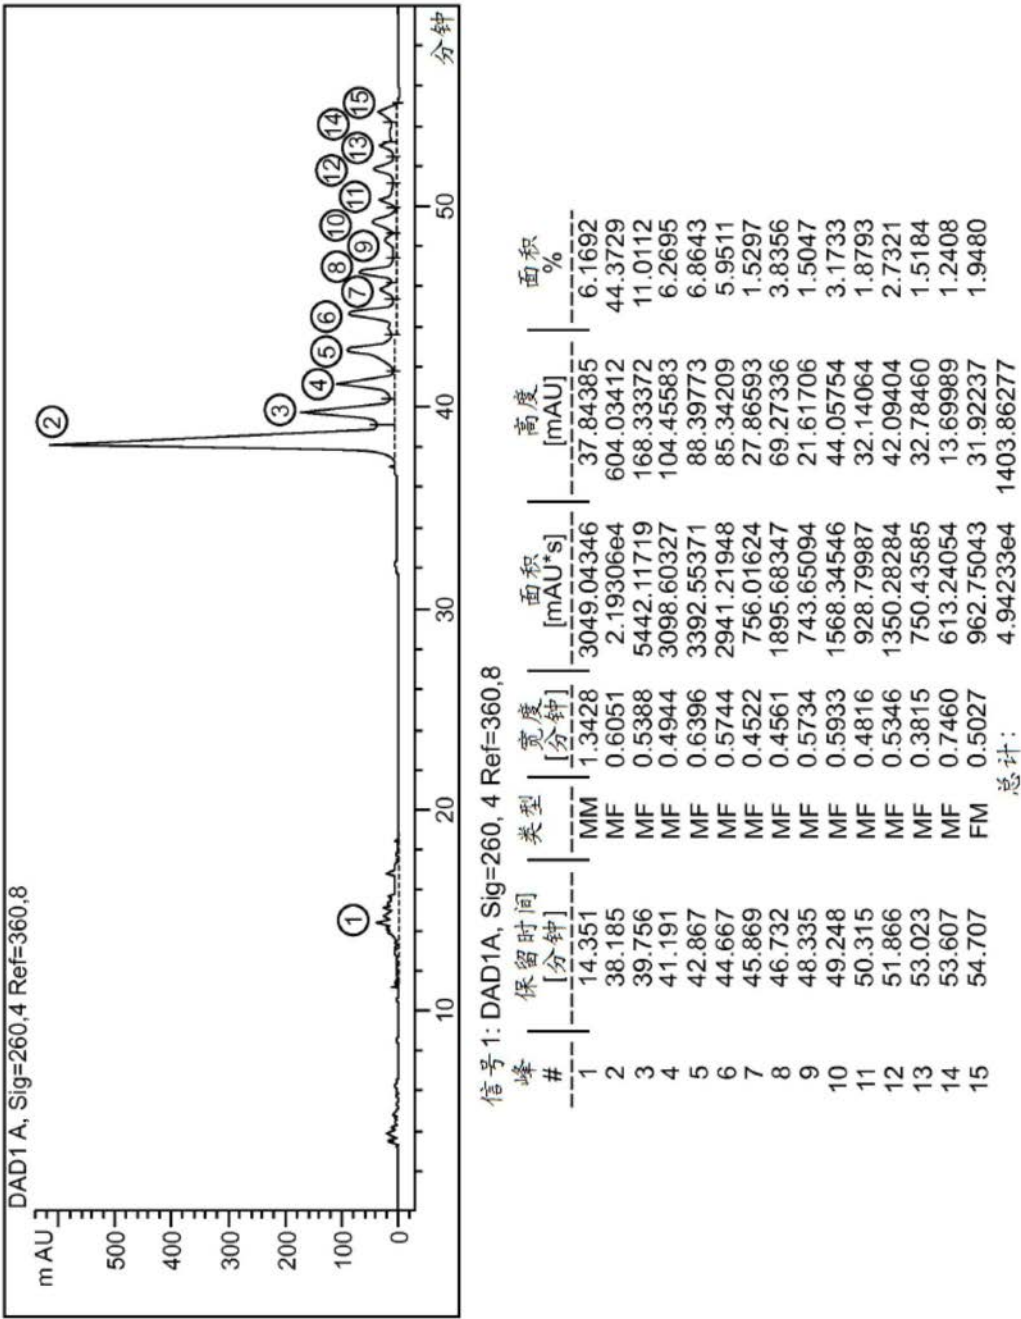 DAD1 A, Sig=260,4 Ref=360,8
mAU
500
400
300
200
100
0
1
2
3
4
5
6
7
8
9
10
11
12
13
14
15
10
20
30
40
50
分钟
信号1: DAD1A, Sig=260, 4 Ref=360,8
峰 保留时间 类型 宽度 面积 高度 面积
# [分钟] [分钟] [mAU*s] [mAU] %
1 14.351 MM 1.3428 3049.04346 37.84385 6.1692
2 38.185 MF 0.6051 2.19306e4 604.03412 44.3729
3 39.756 MF 0.5388 5442.11719 168.33372 11.0112
4 41.191 MF 0.4944 3098.60327 104.45583 6.2695
5 42.867 MF 0.6396 3392.55371 88.39773 6.8643
6 44.667 MF 0.5744 2941.21948 85.34209 5.9511
7 45.869 MF 0.4522 756.01624 27.86593 1.5297
8 46.732 MF 0.4561 1895.68347 69.27336 3.8356
9 48.335 MF 0.5734 743.65094 21.61706 1.5047
10 49.248 MF 0.5933 1568.34546 44.05754 3.1733
11 50.315 MF 0.4816 928.79987 32.14064 1.8793
12 51.866 MF 0.5346 1350.28284 42.09404 2.7321
13 53.023 MF 0.3815 750.43585 32.78460 1.5184
14 53.607 MF 0.7460 613.24054 13.69989 1.2408
15 54.707 FM 0.5027 962.75043 31.92237 1.9480
总计: 4.94233e4 1403.86277